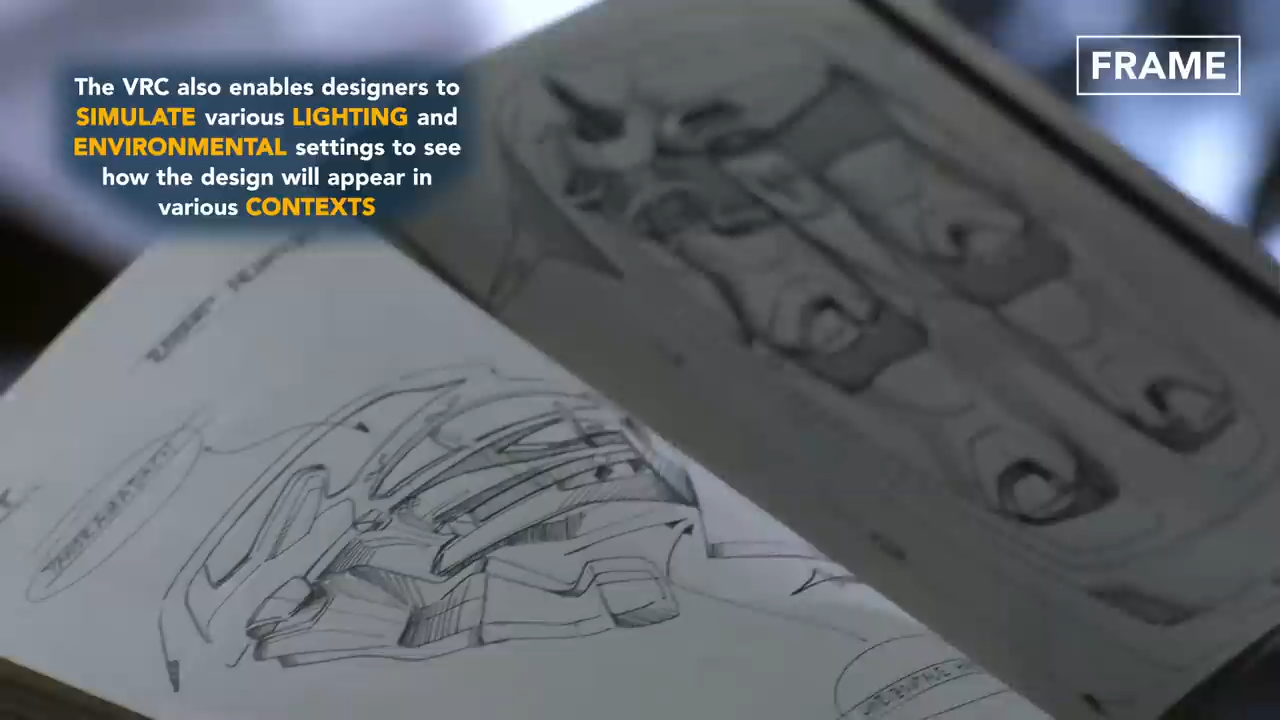 The VRC also enables designers to
SIMULATE various LIGHTING and
ENVIRONMENTAL settings to see
how the design will appear in
various CONTEXTS
FRAME